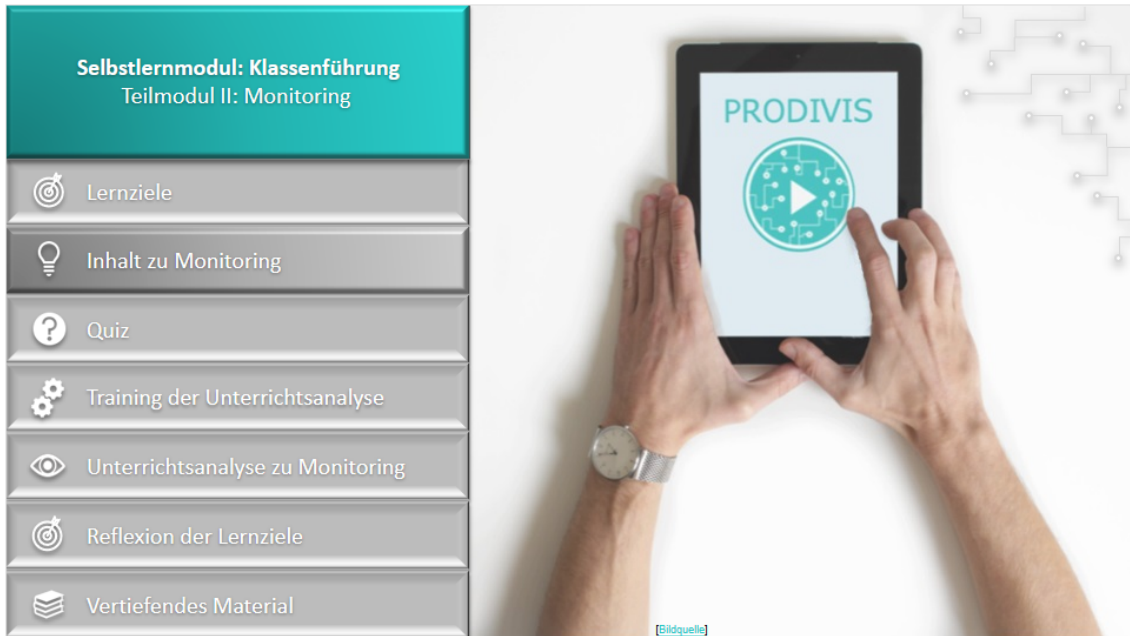 Selbstlernmodul: Klassenführung
Teilmodul II: Monitoring
Lernziele
Inhalt zu Monitoring
Quiz
Training der Unterrichtsanalyse
Unterrichtsanalyse zu Monitoring
Reflexion der Lernziele
Vertiefendes Material
PRODIVIS
[Bildquelle]